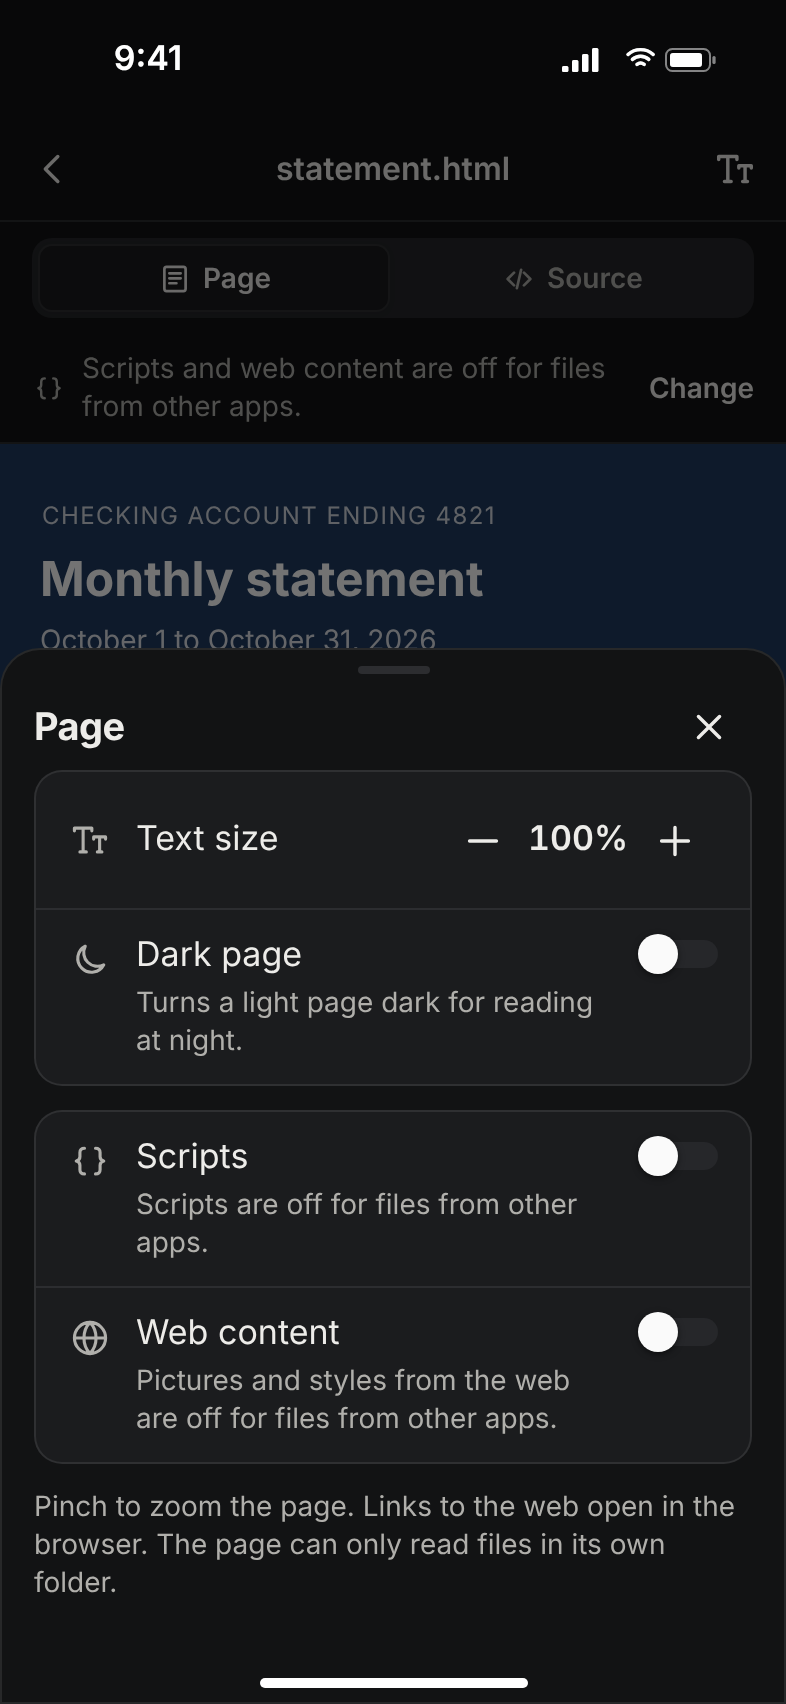 9:41
statement.html
Page
Source
Scripts and web content are off for files
from other apps.
Change
CHECKING ACCOUNT ENDING 4821
Monthly statement
October 1 to October 31, 2026
Page
Text size
100%
Dark page
Turns a light page dark for reading
at night.
Scripts
Scripts are off for files from other
apps.
Web content
Pictures and styles from the web
are off for files from other apps.
Pinch to zoom the page. Links to the web open in the
browser. The page can only read files in its own
folder.